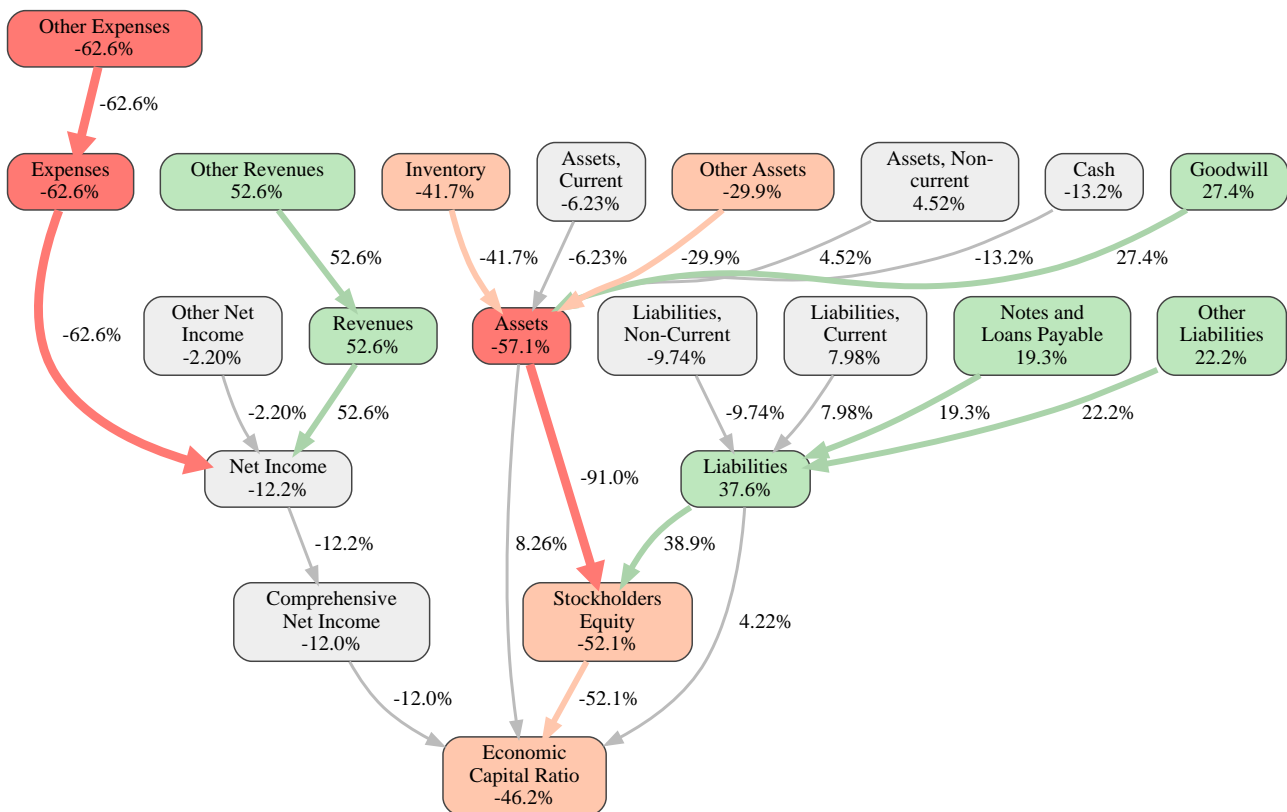 Other Expenses
-62.6%
-62.6%
Expenses
-62.6%
Other Revenues
52.6%
Inventory
-41.7%
Assets,
Current
-6.23%
Other Assets
-29.9%
Assets, Non-
current
4.52%
Cash
-13.2%
Goodwill
27.4%
52.6%
-41.7%
-6.23%
-29.9%
4.52%
-13.2%
27.4%
-62.6%
Other Net
Income
-2.20%
Revenues
52.6%
Assets
-57.1%
Liabilities,
Non-Current
-9.74%
Liabilities,
Current
7.98%
Notes and
Loans Payable
19.3%
Other
Liabilities
22.2%
-2.20%
52.6%
-9.74%
7.98%
19.3%
22.2%
Net Income
-12.2%
-91.0%
Liabilities
37.6%
-12.2%
8.26%
38.9%
Comprehensive
Net Income
-12.0%
Stockholders
Equity
-52.1%
4.22%
-12.0%
-52.1%
Economic
Capital Ratio
-46.2%